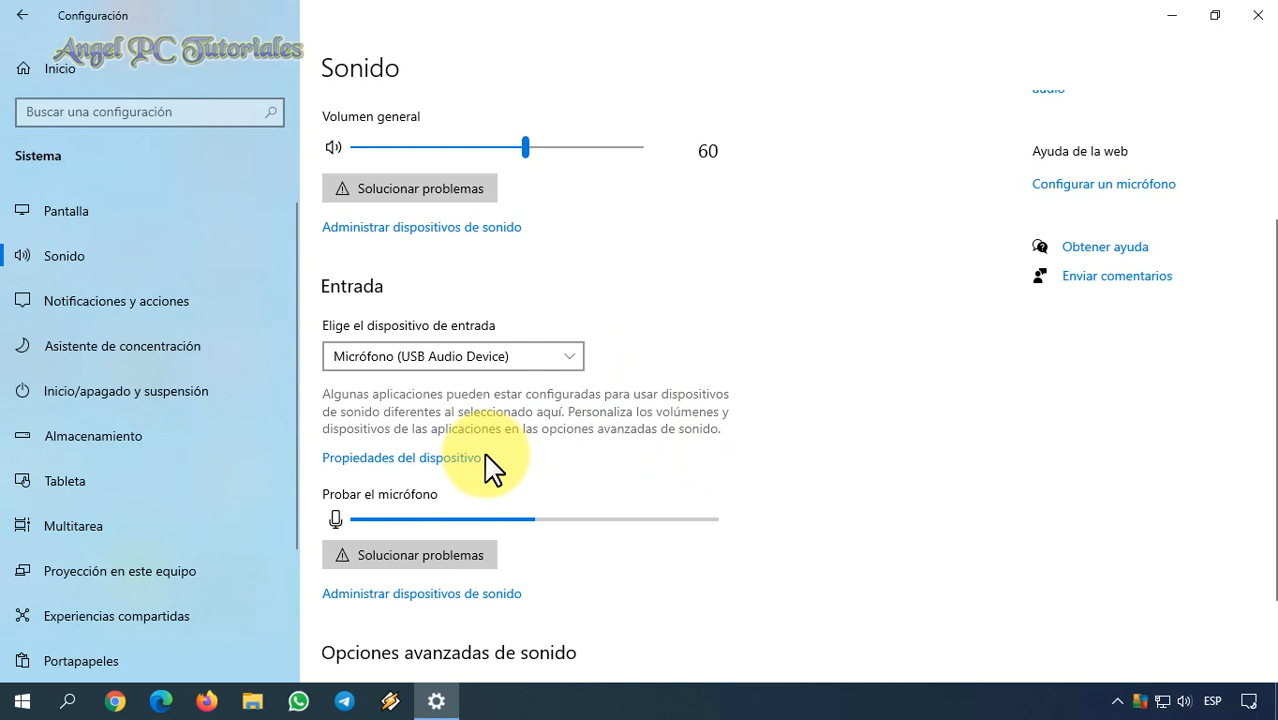 Configuración
Angel PC Tutoriales
Inicio
Buscar una configuración
Sistema
Pantalla
Sonido
Notificaciones y acciones
Asistente de concentración
Inicio/apagado y suspensión
Almacenamiento
Tableta
Multitarea
Proyección en este equipo
Experiencias compartidas
Portapapeles
Sonido
Volumen general
60
Solucionar problemas
Administrar dispositivos de sonido
Entrada
Elige el dispositivo de entrada
Micrófono (USB Audio Device)
Algunas aplicaciones pueden estar configuradas para usar dispositivos
de sonido diferentes al seleccionado aquí. Personaliza los volúmenes y
dispositivos de las aplicaciones en las opciones avanzadas de sonido.
Propiedades del dispositivo
Probar el micrófono
Solucionar problemas
Administrar dispositivos de sonido
Opciones avanzadas de sonido
audio
Ayuda de la web
Configurar un micrófono
Obtener ayuda
Enviar comentarios
ESP